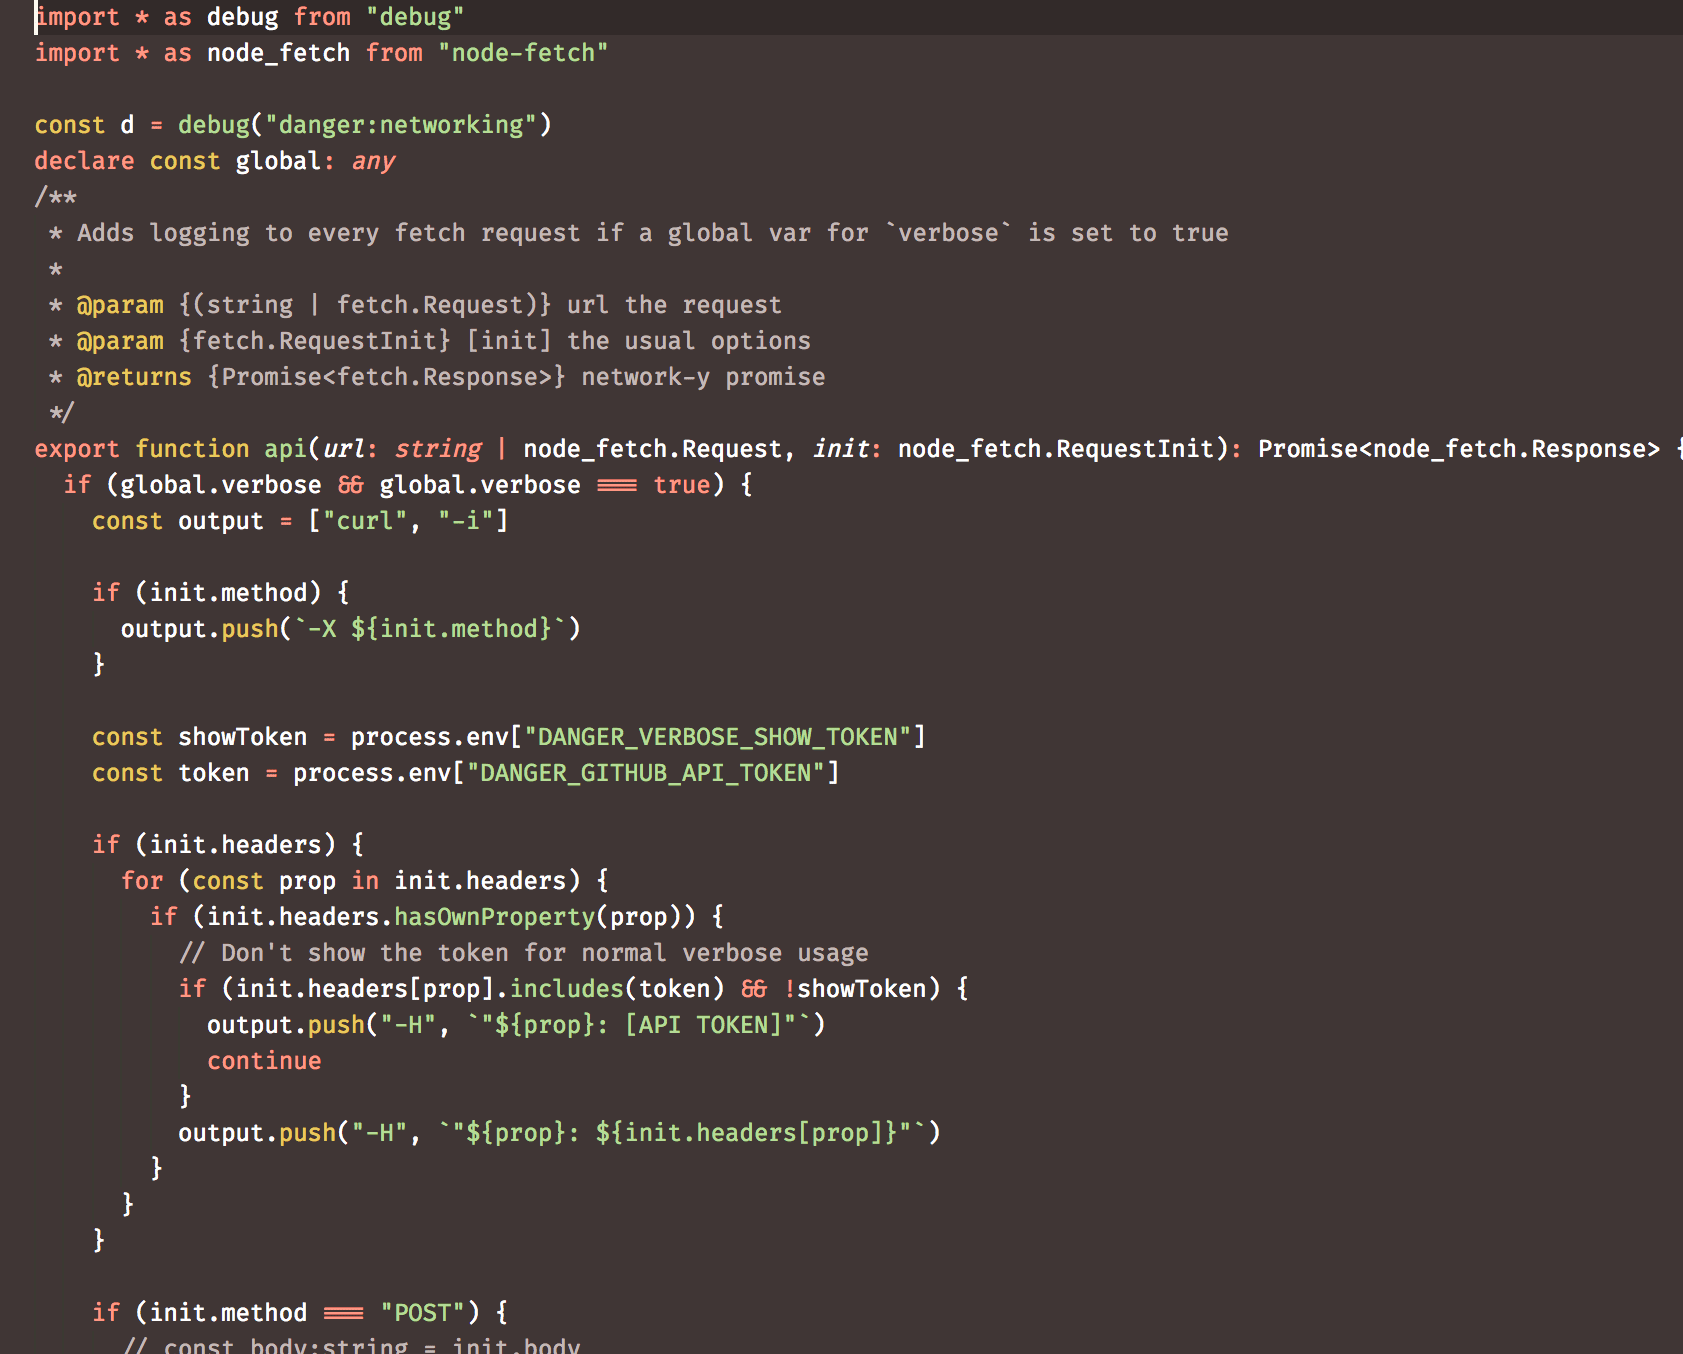 import * as debug from "debug"
import * as node_fetch from "node-fetch"

const d = debug("danger:networking")
declare const global: any
/**
 * Adds logging to every fetch request if a global var for `verbose` is set to true
 *
 * @param {(string | fetch.Request)} url the request
 * @param {fetch.RequestInit} [init] the usual options
 * @returns {Promise<fetch.Response>} network-y promise
 */
export function api(url: string | node_fetch.Request, init: node_fetch.RequestInit): Promise<node_fetch.Response> {
  if (global.verbose && global.verbose === true) {
    const output = ["curl", "-i"]

    if (init.method) {
      output.push(`-X ${init.method}`)
    }

    const showToken = process.env["DANGER_VERBOSE_SHOW_TOKEN"]
    const token = process.env["DANGER_GITHUB_API_TOKEN"]

    if (init.headers) {
      for (const prop in init.headers) {
        if (init.headers.hasOwnProperty(prop)) {
          // Don't show the token for normal verbose usage
          if (init.headers[prop].includes(token) && !showToken) {
            output.push("-H", `"${prop}: [API TOKEN]"`)
            continue
          }
          output.push("-H", `"${prop}: ${init.headers[prop]}"`)
        }
      }
    }

    if (init.method === "POST") {
      // const body:string = init.body